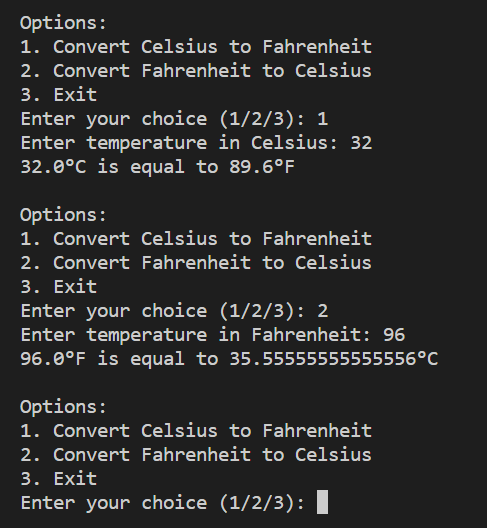 Options:
1. Convert Celsius to Fahrenheit
2. Convert Fahrenheit to Celsius
3. Exit
Enter your choice (1/2/3): 1
Enter temperature in Celsius: 32
32.0°C is equal to 89.6°F
Options:
1. Convert Celsius to Fahrenheit
2. Convert Fahrenheit to Celsius
3. Exit
Enter your choice (1/2/3): 2
Enter temperature in Fahrenheit: 96
96.0°F is equal to 35.55555555555556°C
Options:
1. Convert Celsius to Fahrenheit
2. Convert Fahrenheit to Celsius
3. Exit
Enter your choice (1/2/3):